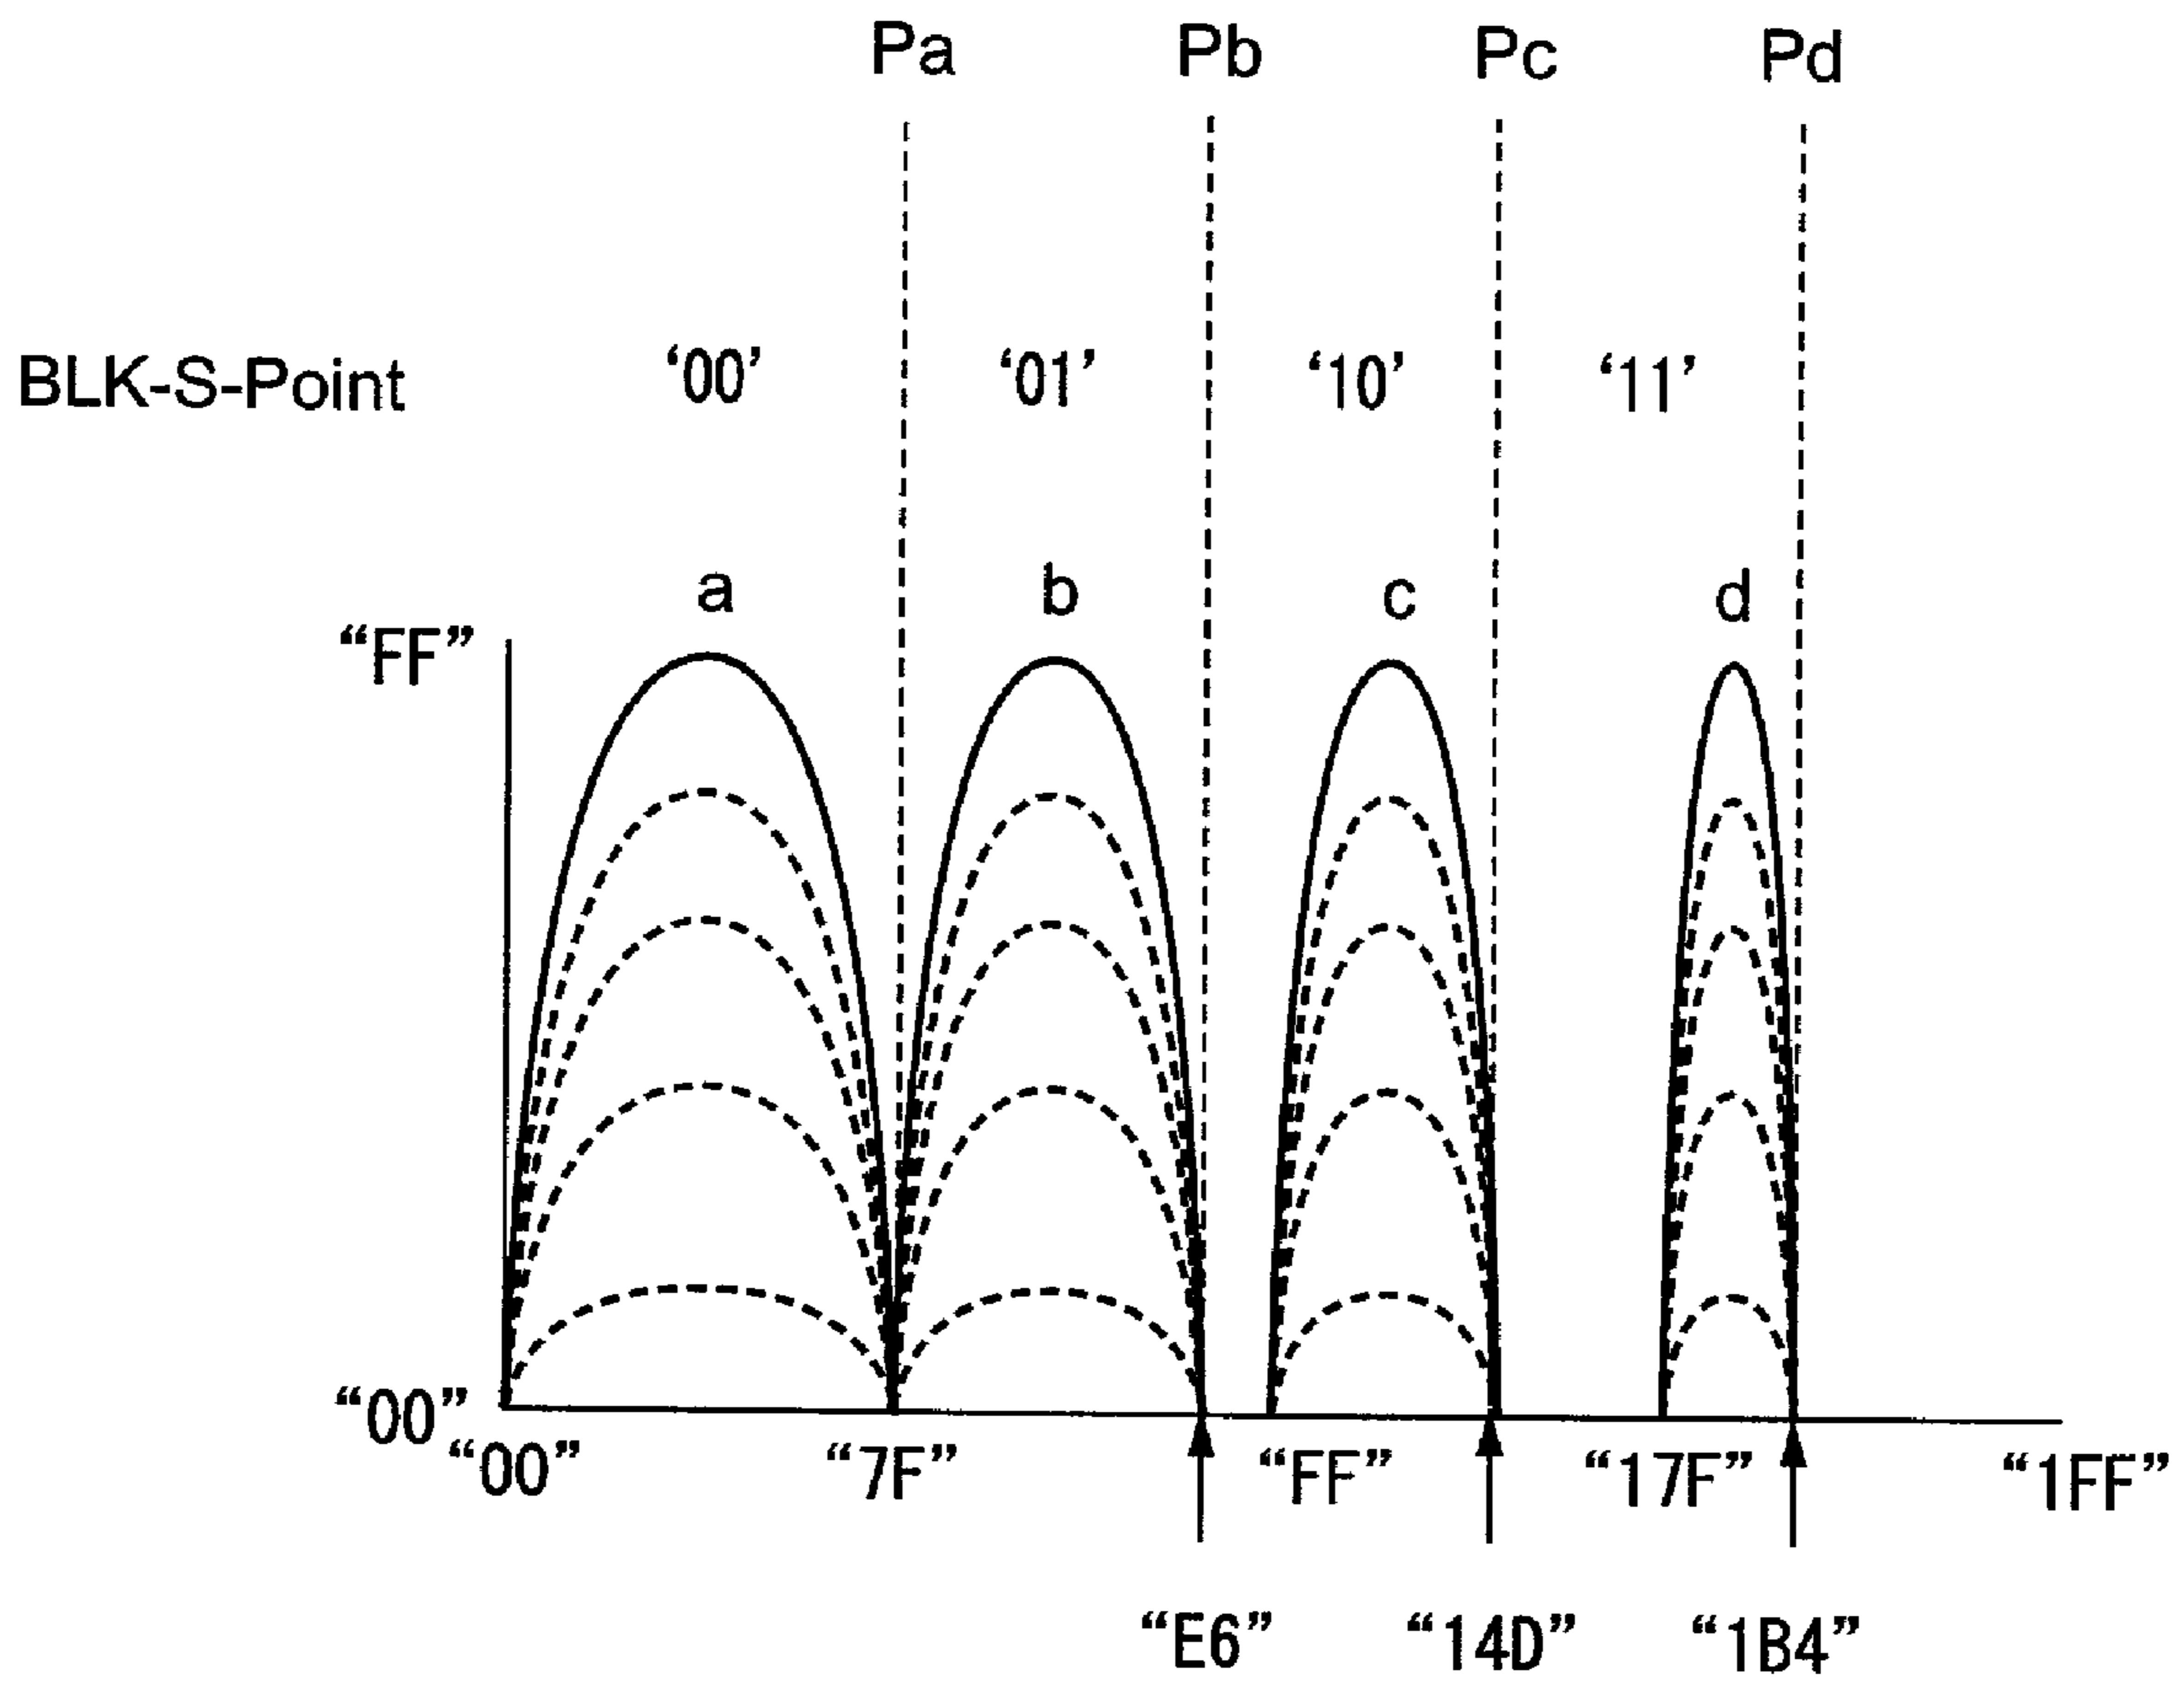 Pa Pb Pc Pd
BLK-S-Point ‘00’ ‘01’ ‘10’ ‘11’
a b c d
“FF”
“00”
“00” “7F” “FF” “17F” “1FF”
“E6” “14D” “1B4”